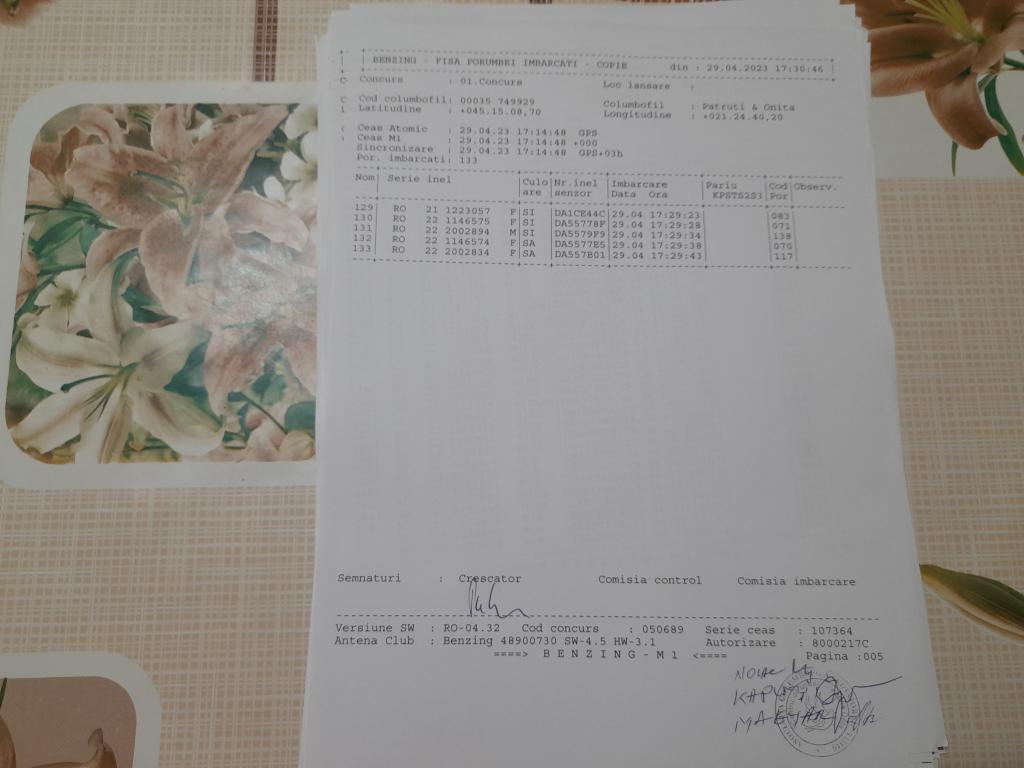 BENZING - FISA PORUMBEI IMBARCATI - COPIE din : 29.04.2023 17:30:46
Concurs : 01.Concurs Loc lansare :
Cod columbofil: 00035 749929 Columbofil : Patruti & Onita
Latitudine : +045.15.08,70 Longitudine : +021.24.40,20
Ceas Atomic : 29.04.23 17:14:48 GPS
Ceas M1 : 29.04.23 17:14:48 +000
Sincronizare : 29.04.23 17:14:48 GPS+03h
Por. imbarcati: 133
Nom Serie inel Culo Nr.inel Imbarcare Pariu Cod Observ.
are senzor Data Ora KPSTS2S3 Por
129 RO 21 1223057 F SI DA1CE44C 29.04 17:29:23 083
130 RO 22 1146575 F SI DA55778F 29.04 17:29:28 071
131 RO 22 2002894 M SI DA5579F9 29.04 17:29:34 138
132 RO 22 1146574 F SA DA5577E5 29.04 17:29:38 070
133 RO 22 2002834 F SA DA557B01 29.04 17:29:43 117
Semnaturi : Crescator Comisia control Comisia imbarcare
Versiune SW : RO-04.32 Cod concurs : 050689 Serie ceas : 107364
Antena Club : Benzing 48900730 SW-4.5 HW-3.1 Autorizare : 8000217C
====> B E N Z I N G - M 1 <==== Pagina :005